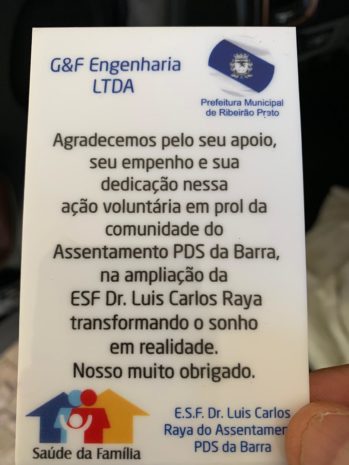 G&F Engenharia
LTDA
Prefeitura Municipal
de Ribeirão Preto
Agradecemos pelo seu apoio,
seu empenho e sua
dedicação nessa
ação voluntária em prol da
comunidade do
Assentamento PDS da Barra,
na ampliação da
ESF Dr. Luis Carlos Raya
transformando o sonho
em realidade.
Nosso muito obrigado.
Saúde da Família
E.S.F. Dr. Luis Carlos
Raya do Assentamen
PDS da Barra